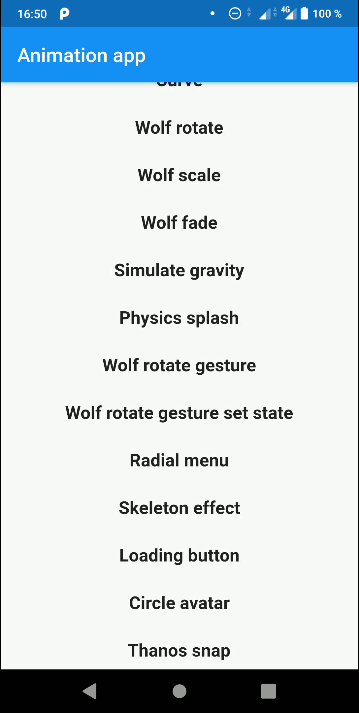 16:50 4G 100 %
Animation app
Curve
Wolf rotate
Wolf scale
Wolf fade
Simulate gravity
Physics splash
Wolf rotate gesture
Wolf rotate gesture set state
Radial menu
Skeleton effect
Loading button
Circle avatar
Thanos snap